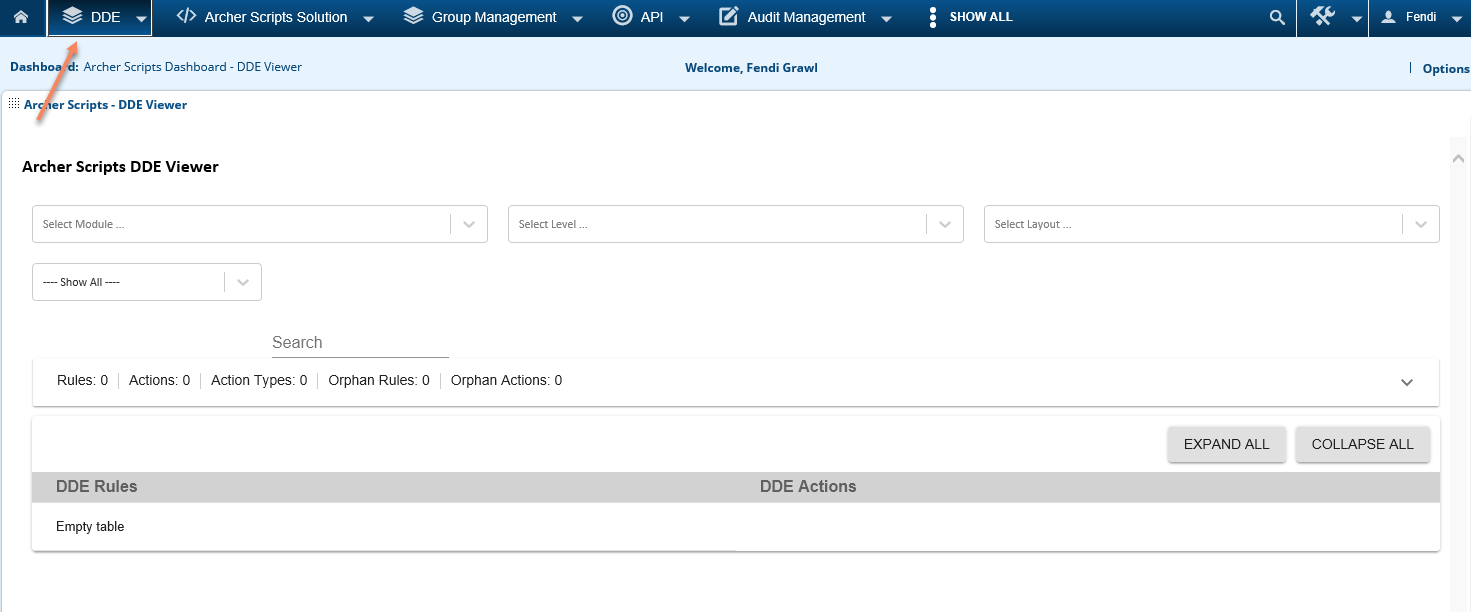 DDE Archer Scripts Solution Group Management API Audit Management SHOW ALL Fendi
Dashboard: Archer Scripts Dashboard - DDE Viewer Welcome, Fendi Grawl Options
Archer Scripts - DDE Viewer
Archer Scripts DDE Viewer
Select Module ... Select Level ... Select Layout ...
---- Show All ----
Search
Rules: 0 Actions: 0 Action Types: 0 Orphan Rules: 0 Orphan Actions: 0
EXPAND ALL COLLAPSE ALL
DDE Rules DDE Actions
Empty table